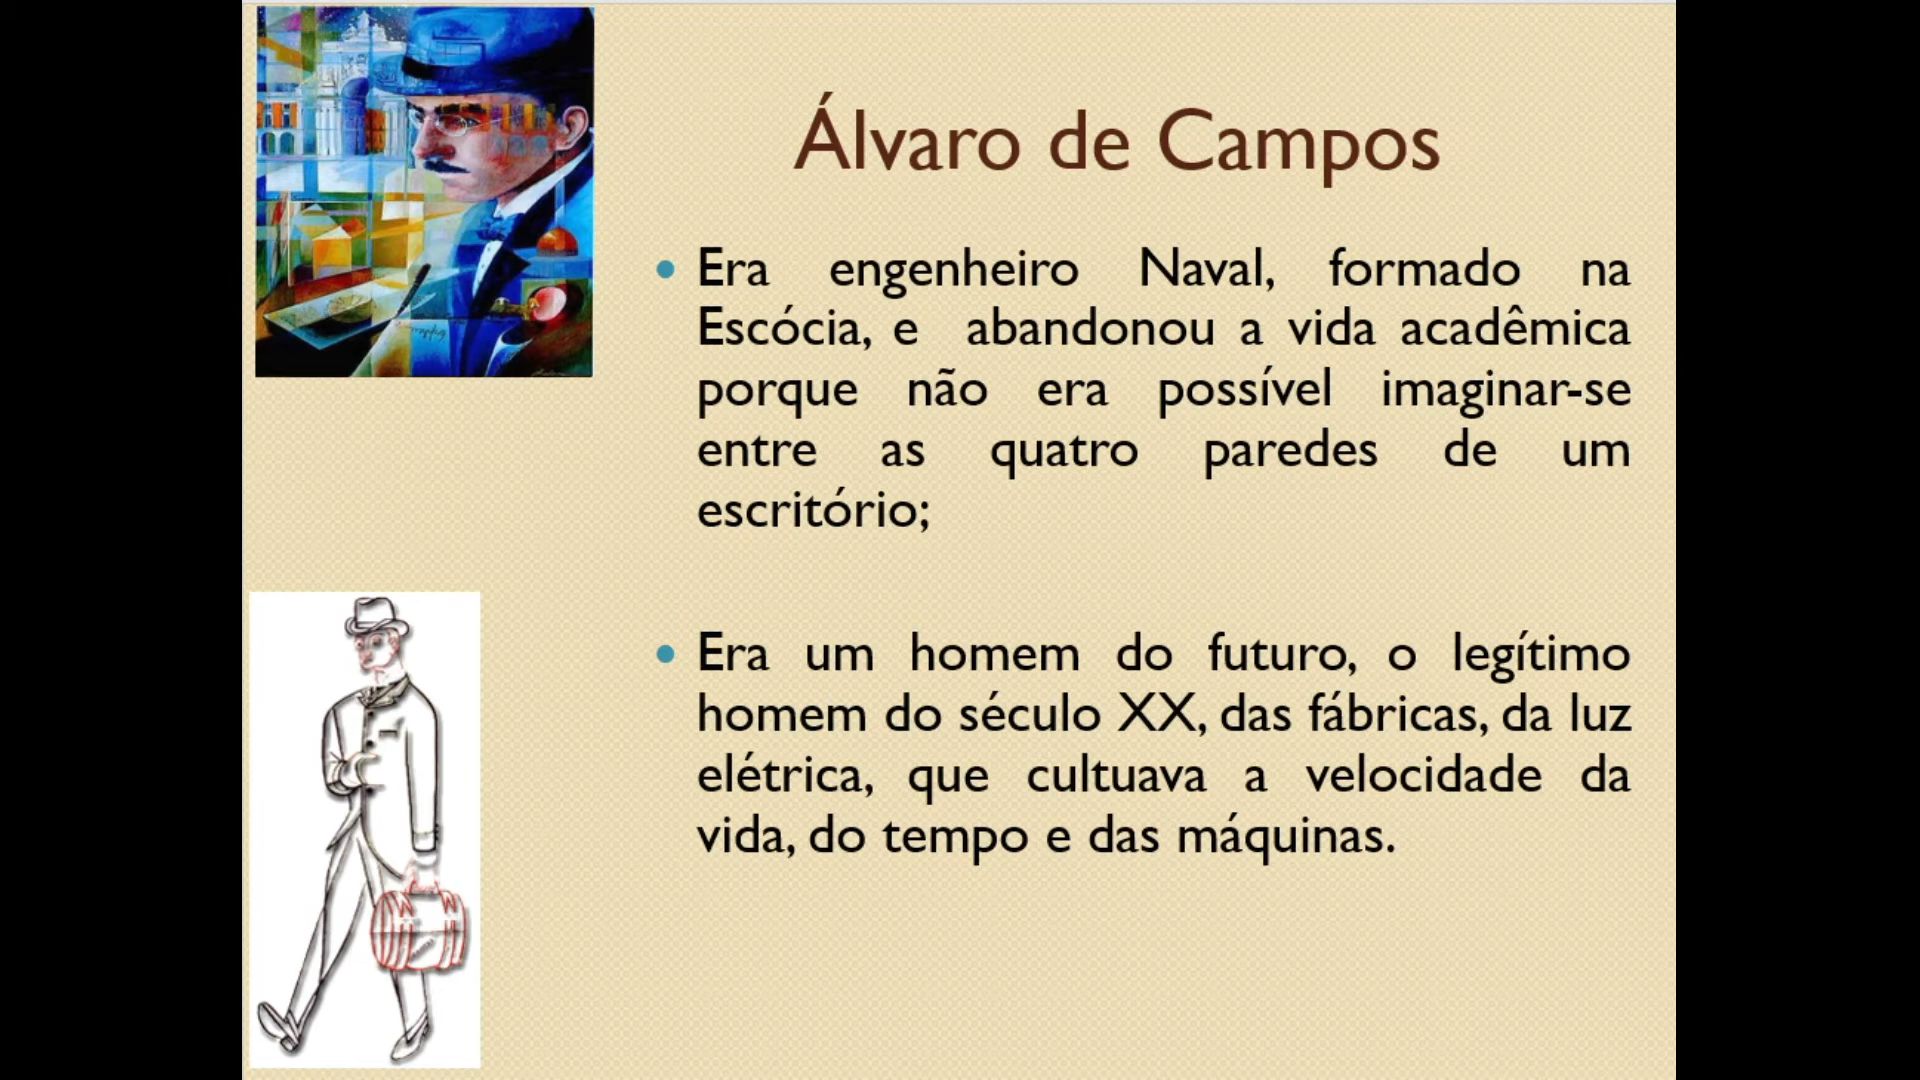 Álvaro de Campos
• Era engenheiro Naval, formado na
Escócia, e abandonou a vida acadêmica
porque não era possível imaginar-se
entre as quatro paredes de um
escritório;
• Era um homem do futuro, o legítimo
homem do século XX, das fábricas, da luz
elétrica, que cultuava a velocidade da
vida, do tempo e das máquinas.